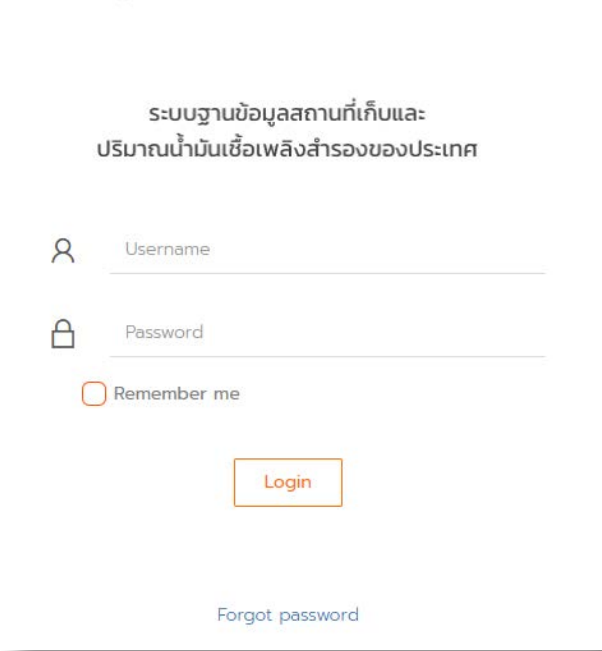 ระบบฐานข้อมูลสถานที่เก็บและ
ปริมาณน้ำมันเชื้อเพลิงสำรองของประเทศ
Username
Password
Remember me
Login
Forgot password